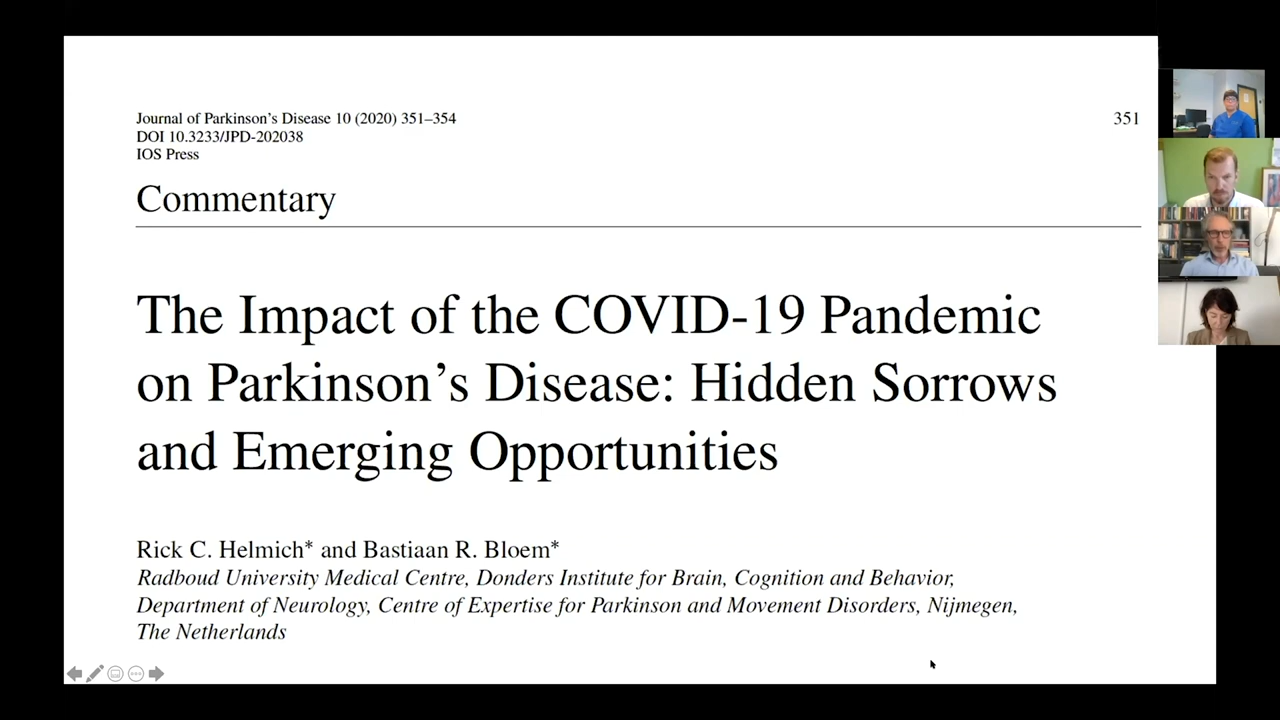 Journal of Parkinson's Disease 10 (2020) 351–354
351
DOI 10.3233/JPD-202038
IOS Press
Commentary
The Impact of the COVID-19 Pandemic
on Parkinson's Disease: Hidden Sorrows
and Emerging Opportunities
Rick C. Helmich* and Bastiaan R. Bloem*
Radboud University Medical Centre, Donders Institute for Brain, Cognition and Behavior,
Department of Neurology, Centre of Expertise for Parkinson and Movement Disorders, Nijmegen,
The Netherlands